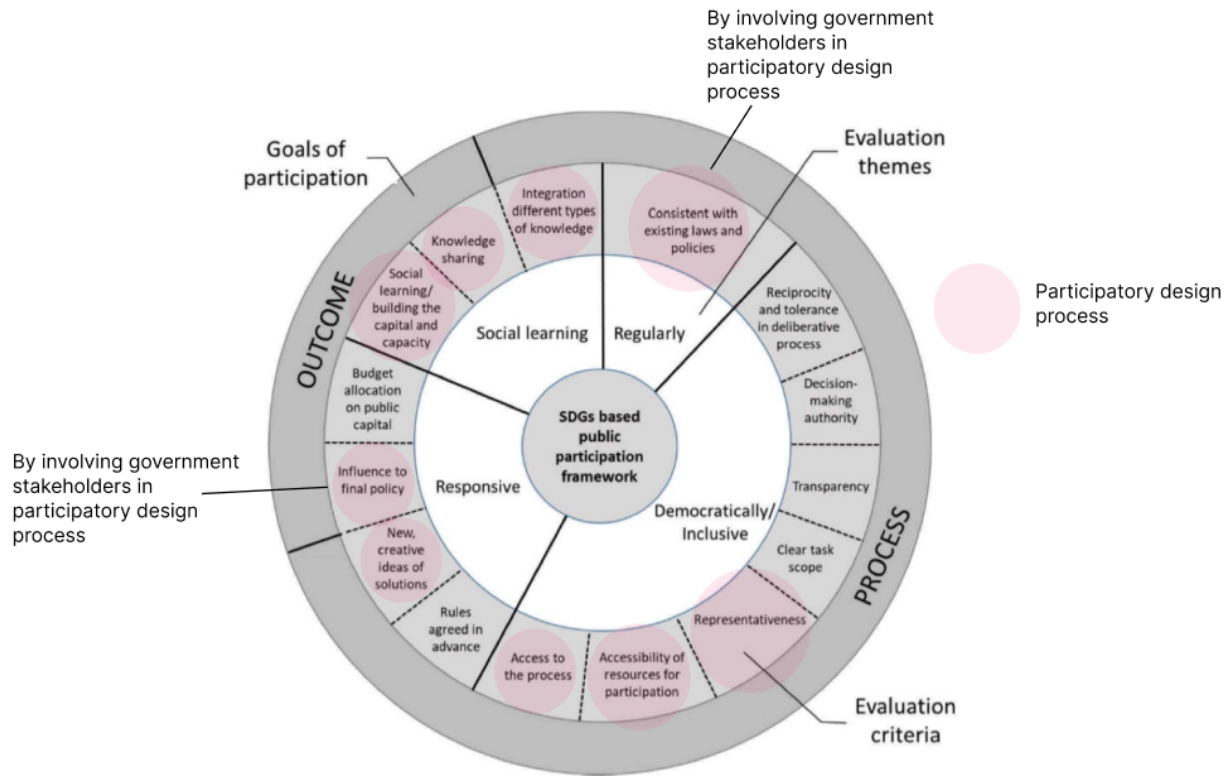 By involving government
stakeholders in
participatory design
process
Goals of
participation
Evaluation
themes
Integration
different types
of knowledge
Consistent with
existing laws and
policies
Knowledge
sharing
Social
learning/
building the
capital and
capacity
Reciprocity
and tolerance
in deliberative
process
Participatory design
process
OUTCOME
Social learning
Regularly
Budget
allocation
on public
capital
Decision-
making
authority
SDGs based
public
participation
framework
By involving government
stakeholders in
participatory design
process
Influence to
final policy
Responsive
Transparency
Democratically/
Inclusive
New,
creative
ideas of
solutions
Clear task
scope
PROCESS
Rules
agreed in
advance
Representativeness
Access to
the process
Accessibility of
resources for
participation
Evaluation
criteria